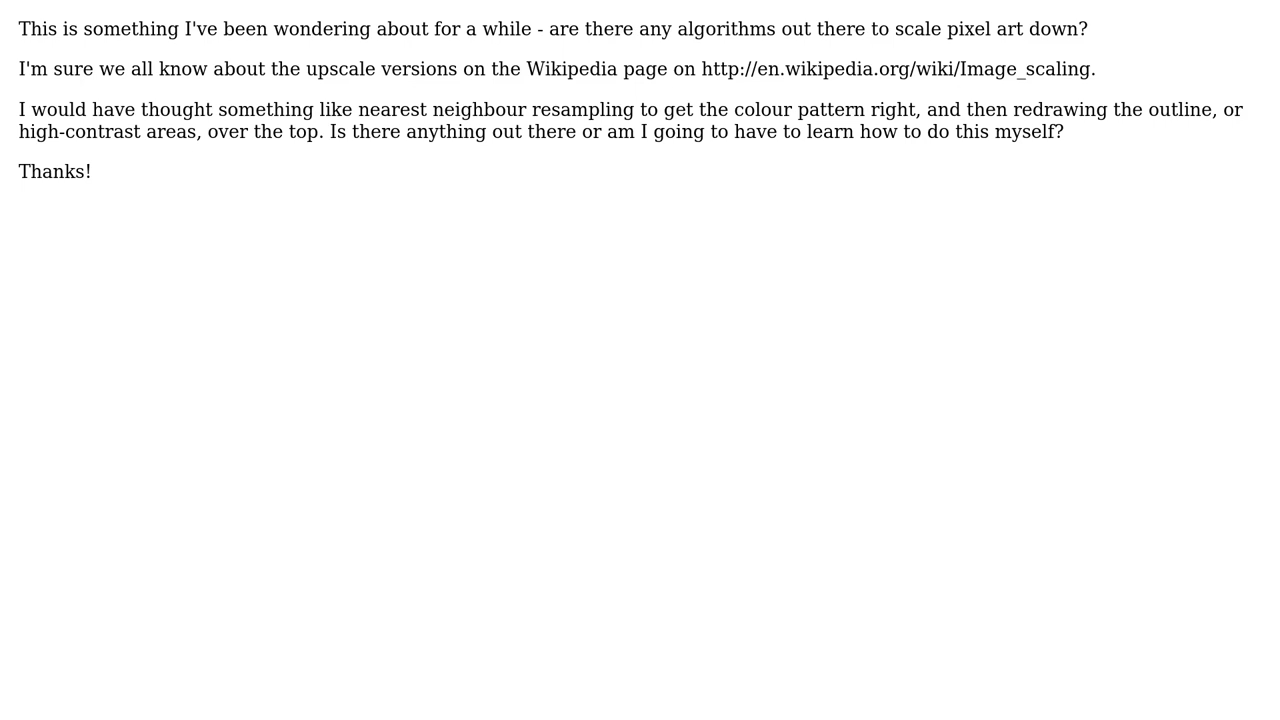 This is something I've been wondering about for a while - are there any algorithms out there to scale pixel art down?
I'm sure we all know about the upscale versions on the Wikipedia page on http://en.wikipedia.org/wiki/Image_scaling.
I would have thought something like nearest neighbour resampling to get the colour pattern right, and then redrawing the outline, or
high-contrast areas, over the top. Is there anything out there or am I going to have to learn how to do this myself?
Thanks!